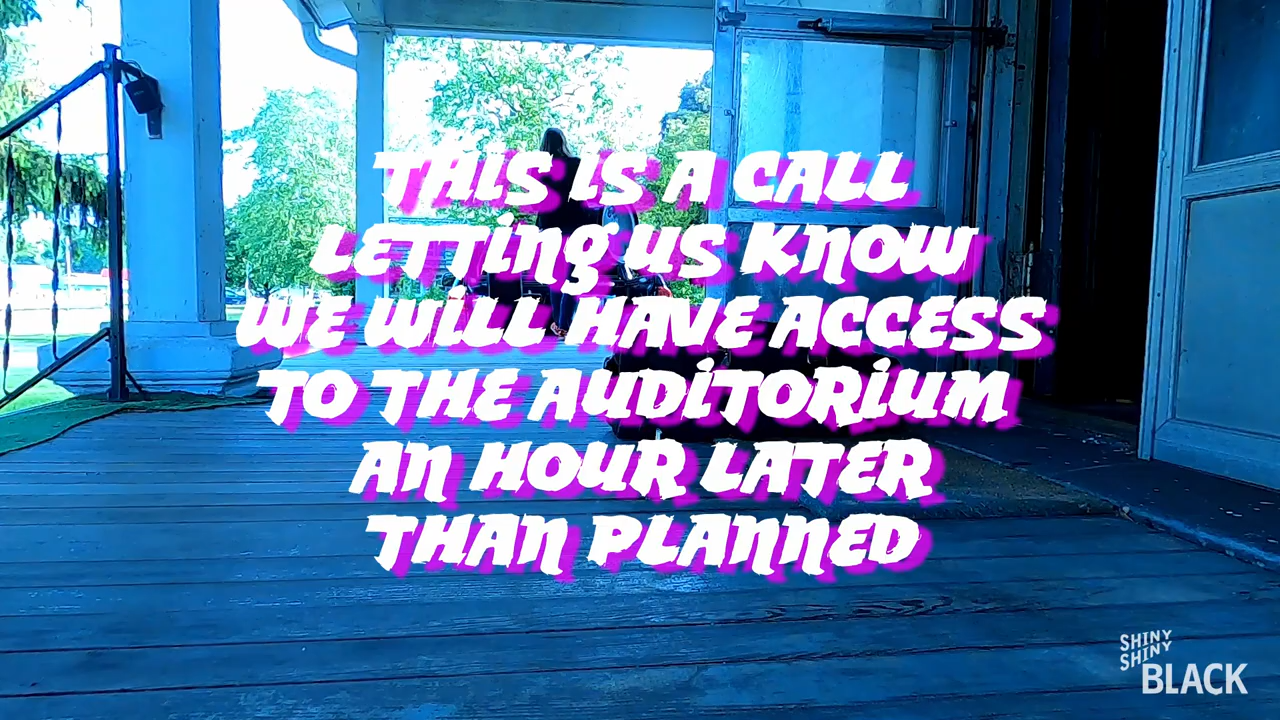 THIS IS A CALL
LETTING US KNOW
WE WILL HAVE ACCESS
TO THE AUDITORIUM
AN HOUR LATER
THAN PLANNED
SHINY
SHINY
BLACK